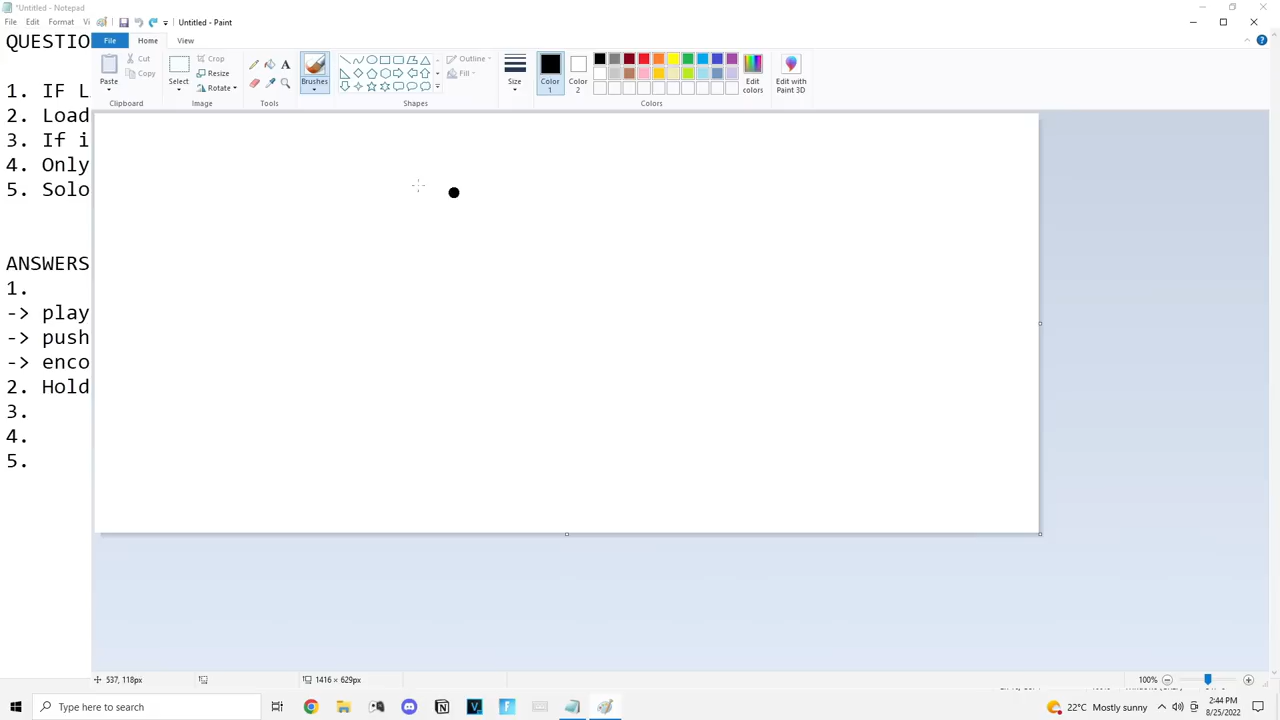 *Untitled - Notepad
File Edit Format Vi
Untitled - Paint
File Home View
Paste
Cut
Copy
Clipboard
Select
Crop
Resize
Rotate
Image
Tools
Brushes
Shapes
Outline
Fill
Size
Color 1
Color 2
Edit colors
Edit with Paint 3D
Colors
QUESTIO
1. IF L
2. Load
3. If i
4. Only
5. Solo
ANSWERS
1.
-> play
-> push
-> enco
2. Hold
3.
4.
5.
537, 118px
1416 × 629px
100%
Type here to search
22°C Mostly sunny
2:44 PM
8/25/2022